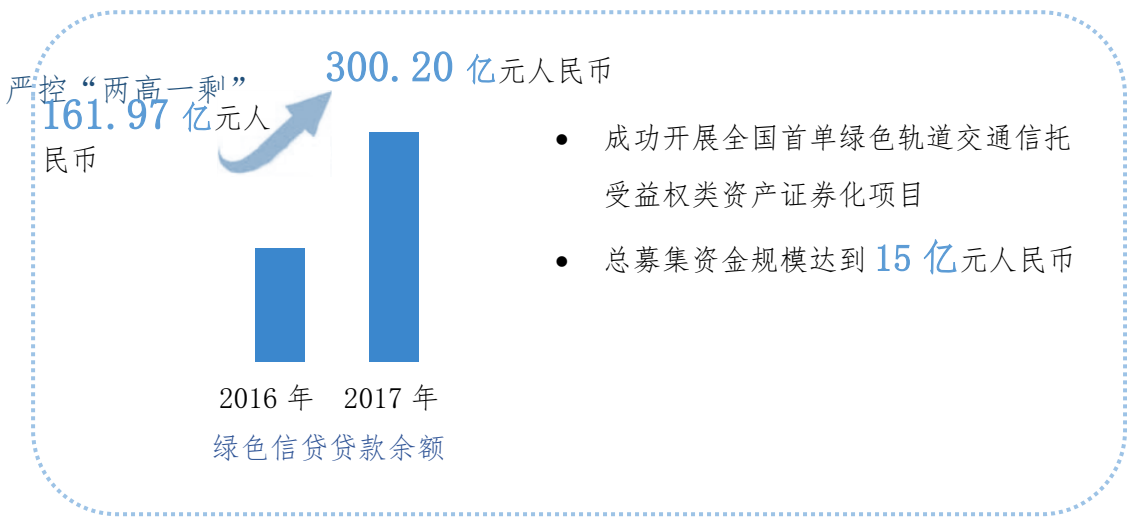 严控“两高一剩”
161.97 亿元人
民币
300.20 亿元人民币
2016 年
2017 年
绿色信贷贷款余额
• 成功开展全国首单绿色轨道交通信托
受益权类资产证券化项目
• 总募集资金规模达到 15 亿元人民币